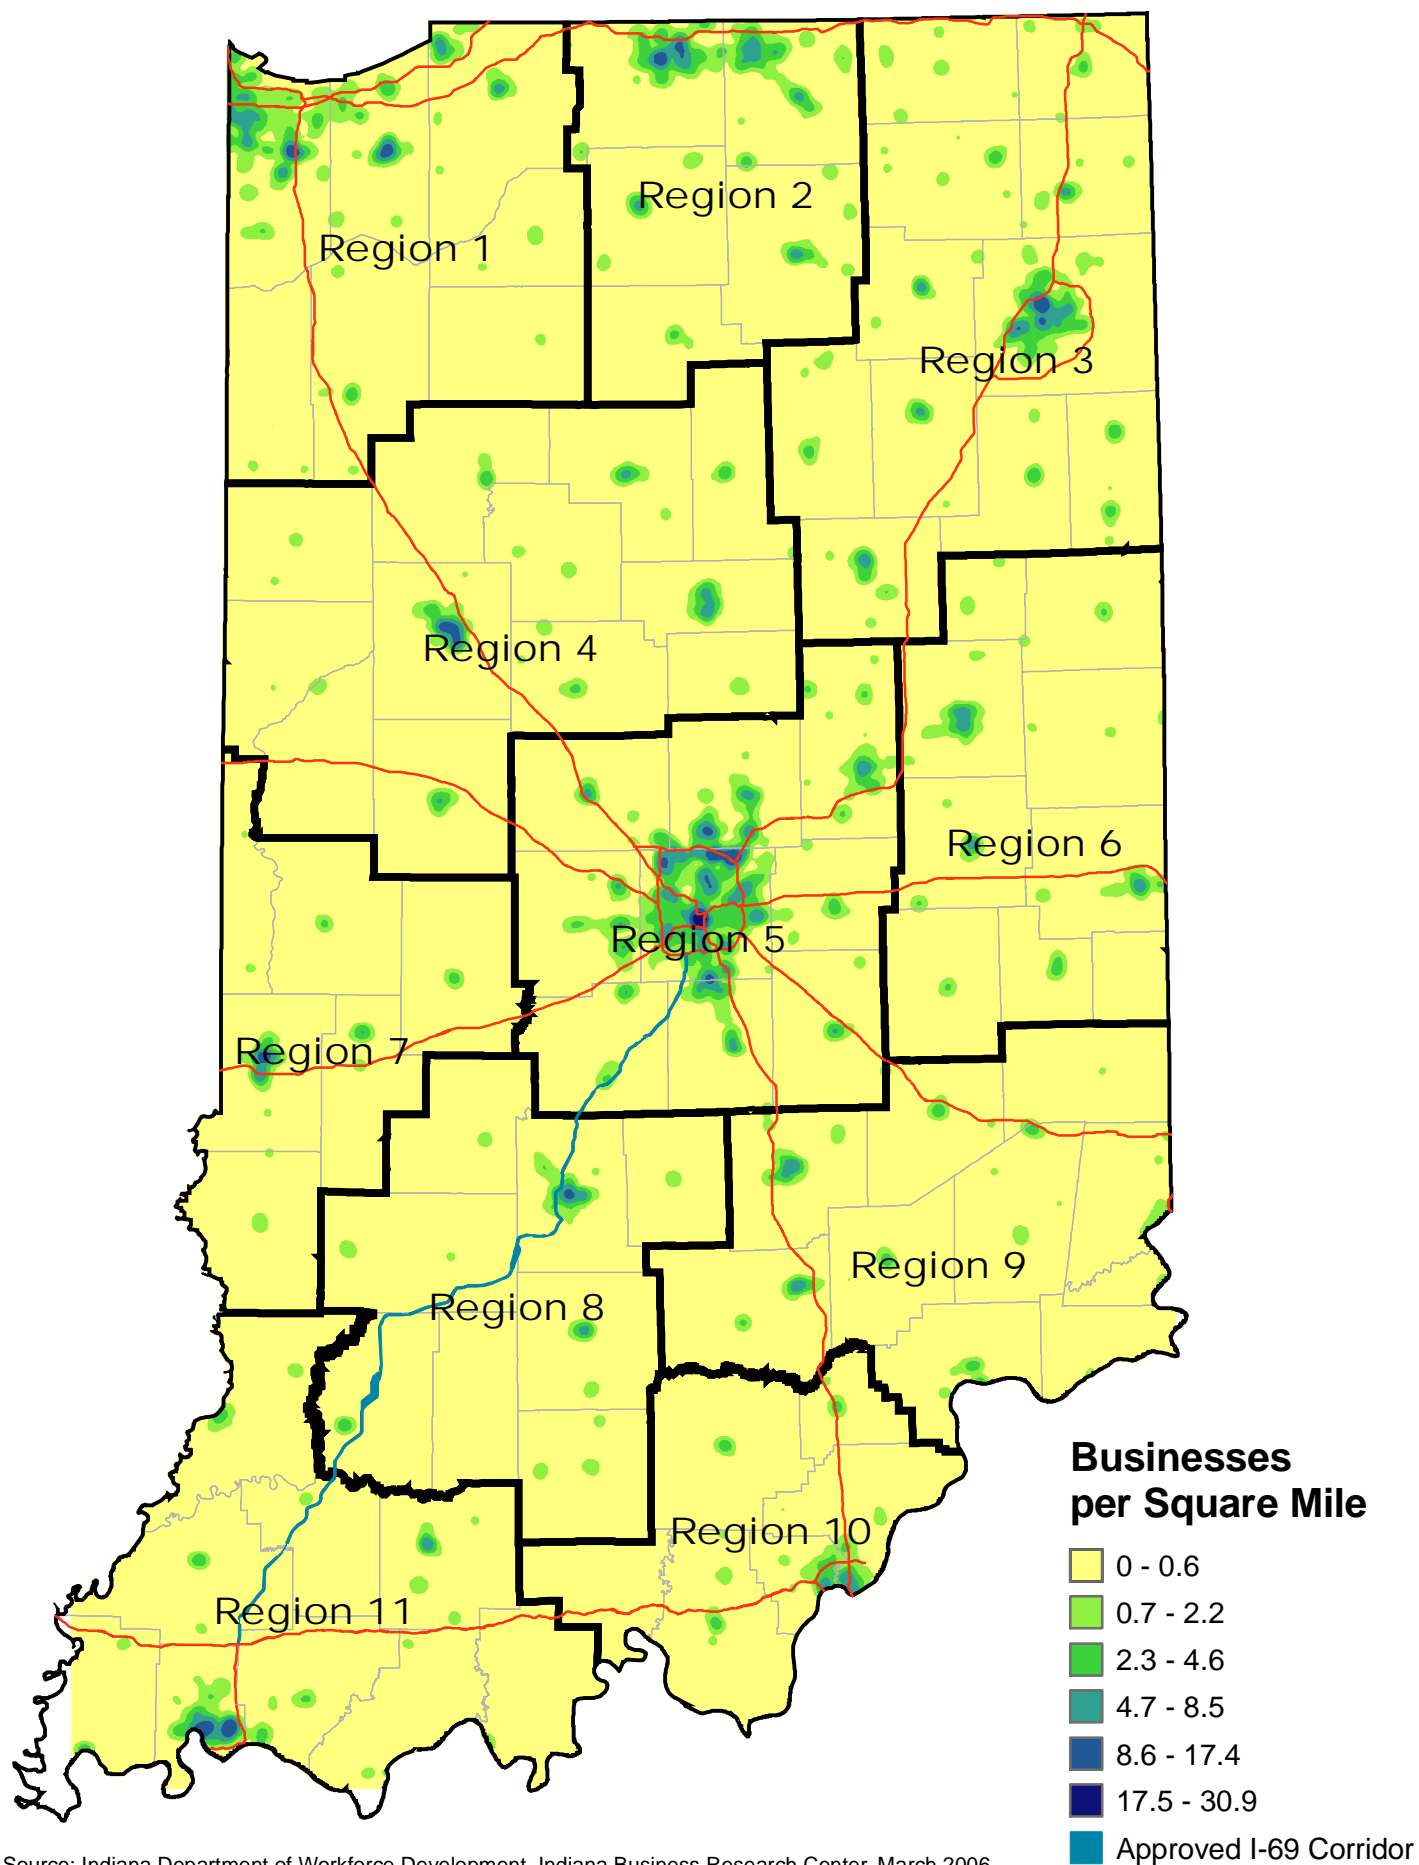 Region 2
Region 1
Region 3
Region 4
Region 6
Region 5
Region 7
Region 9
Region 8
Region 10
Region 11
Businesses
per Square Mile
0 - 0.6
0.7 - 2.2
2.3 - 4.6
4.7 - 8.5
8.6 - 17.4
17.5 - 30.9
Approved I-69 Corridor
Source: Indiana Department of Workforce Development, Indiana Business Research Center, March 2006